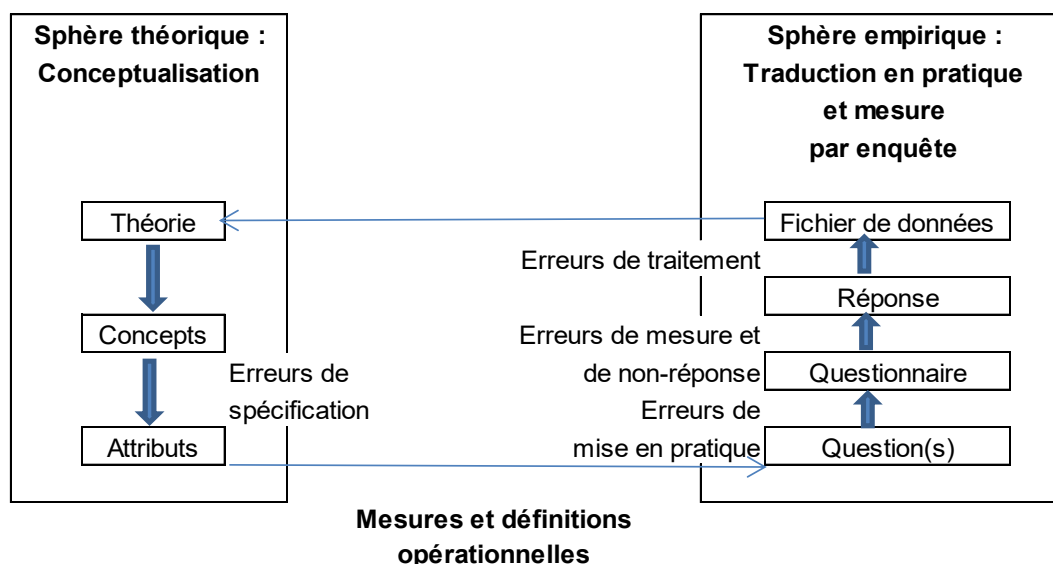 Sphère théorique :
Conceptualisation
Théorie
Concepts
Erreurs de
spécification
Attributs
Sphère empirique :
Traduction en pratique
et mesure
par enquête
Fichier de données
Erreurs de traitement
Réponse
Erreurs de mesure et
de non-réponse
Questionnaire
Erreurs de
mise en pratique
Question(s)
Mesures et définitions
opérationnelles